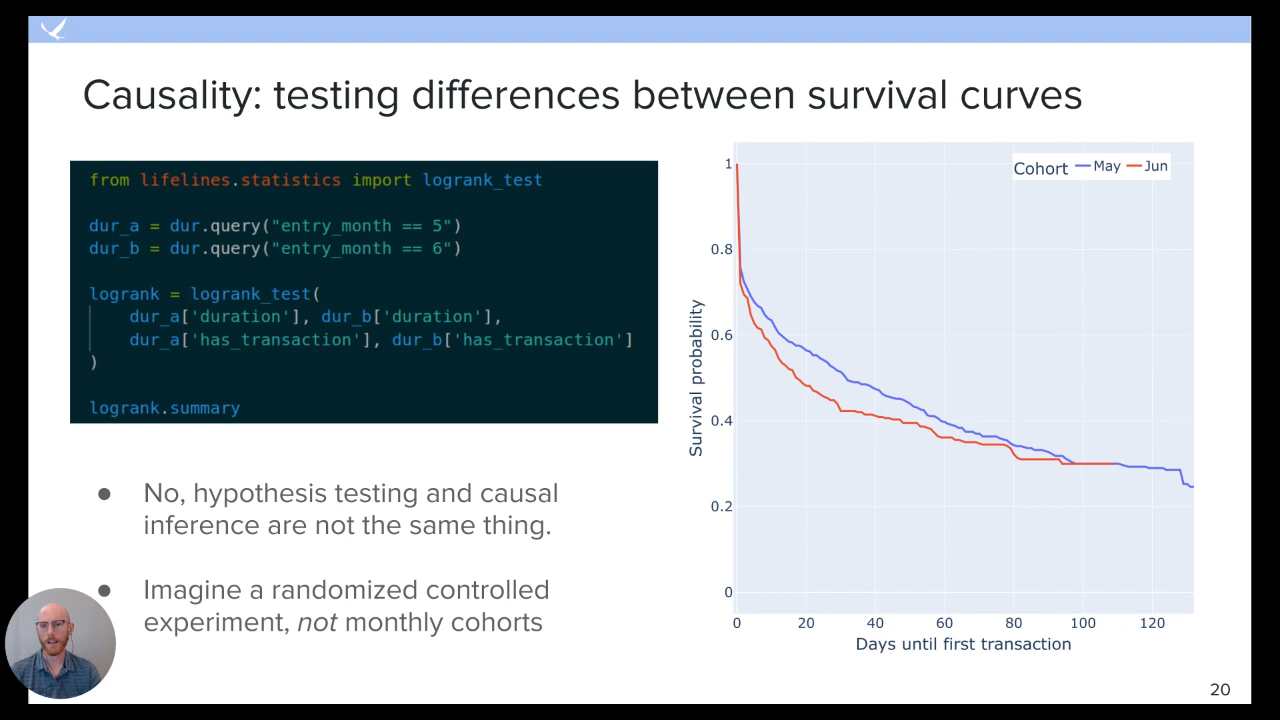 Causality: testing differences between survival curves
from lifelines.statistics import logrank_test
dur_a = dur.query("entry_month == 5")
dur_b = dur.query("entry_month == 6")
logrank = logrank_test(
dur_a['duration'], dur_b['duration'],
dur_a['has_transaction'], dur_b['has_transaction']
)
logrank.summary
● No, hypothesis testing and causal
inference are not the same thing.
● Imagine a randomized controlled
experiment, not monthly cohorts
Cohort May Jun
Survival probability
1
0.8
0.6
0.4
0.2
0
0 20 40 60 80 100 120
Days until first transaction
20